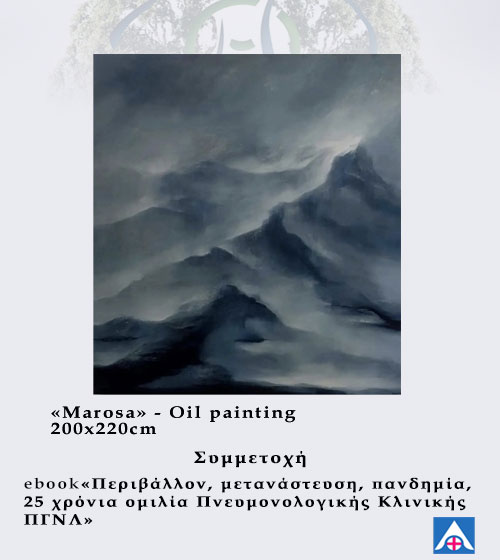 «Marosa» - Oil painting
200x220cm
Συμμετοχή
ebook«Περιβάλλον, μετανάστευση, πανδημία,
25 χρόνια ομιλία Πνευμονολογικής Κλινικής
ΠΓΝΛ»